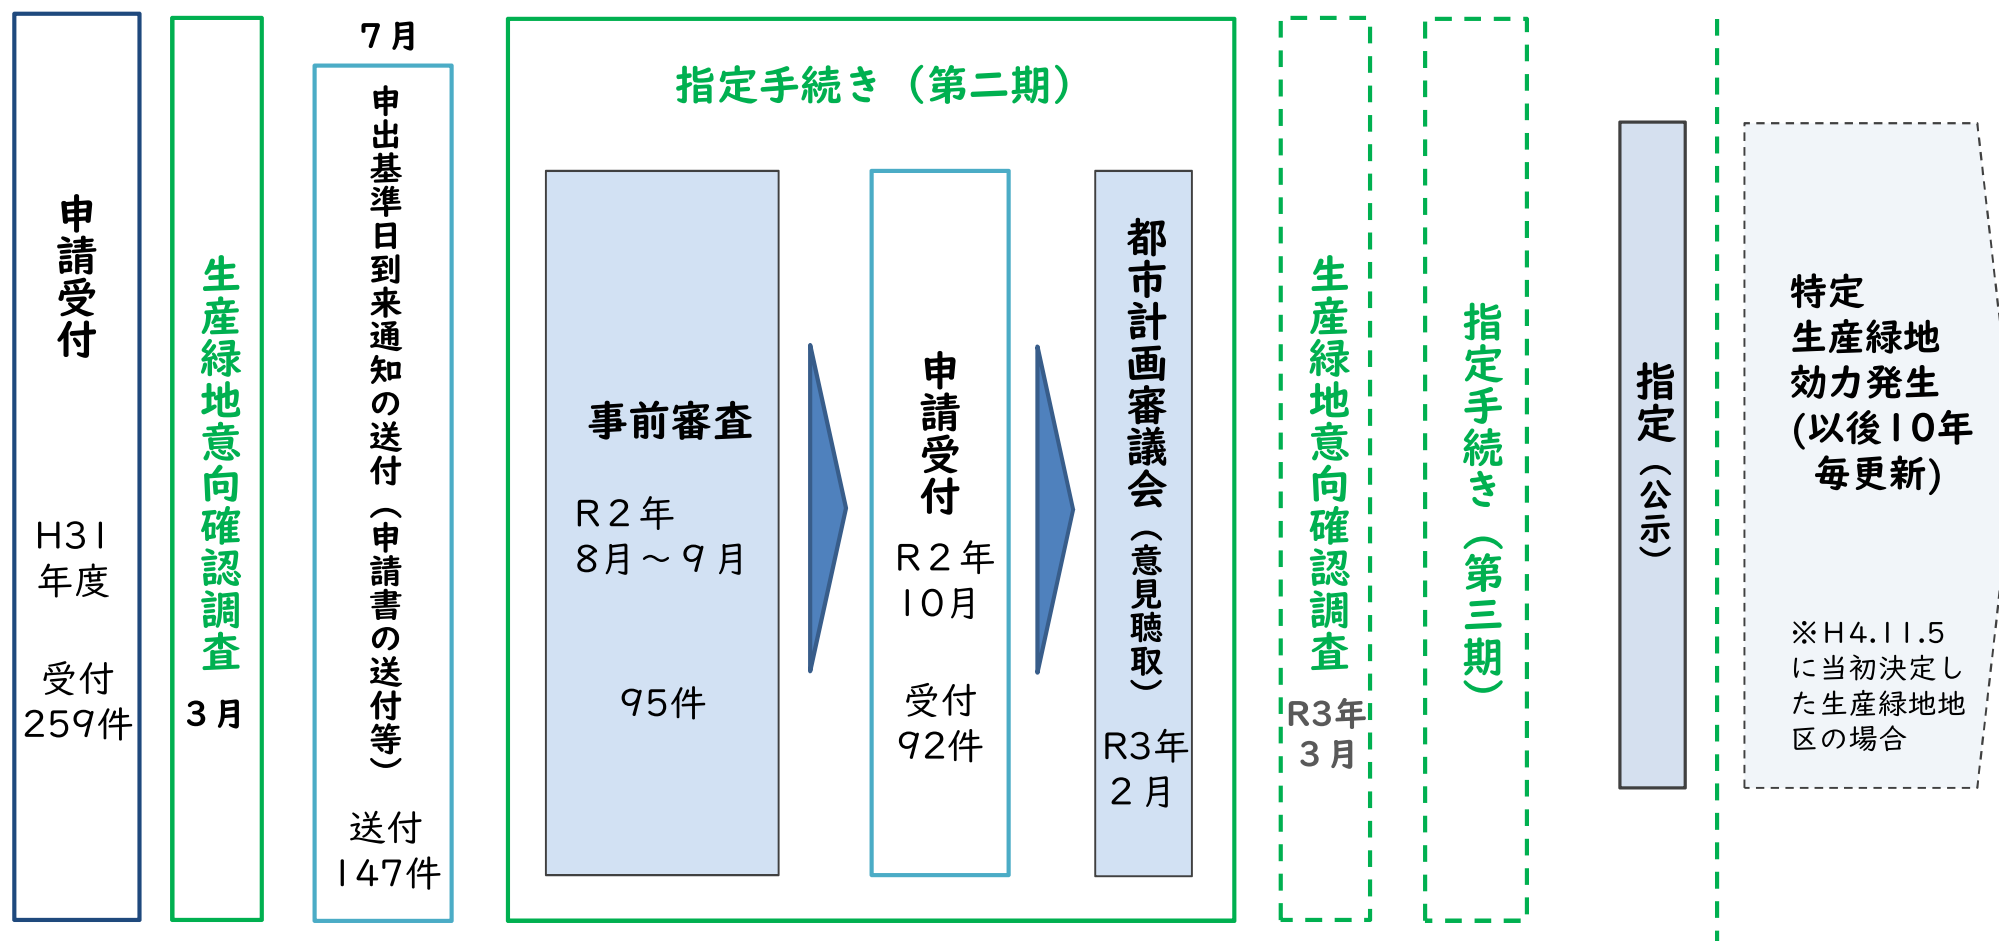 申請受付
H31
年度
受付
259件
生産緑地意向確認調査
3月
7月
申出基準日到来通知の送付（申請書の送付等）
送付
147件
指定手続き（第二期）
事前審査
R2年
8月～9月
95件
申請受付
R2年
10月
受付
92件
都市計画審議会（意見聴取）
R3年
2月
生産緑地意向確認調査
R3年
3月
指定手続き（第三期）
指定（公示）
特定
生産緑地
効力発生
(以後10年
毎更新)
※H4.11.5
に当初決定し
た生産緑地地
区の場合